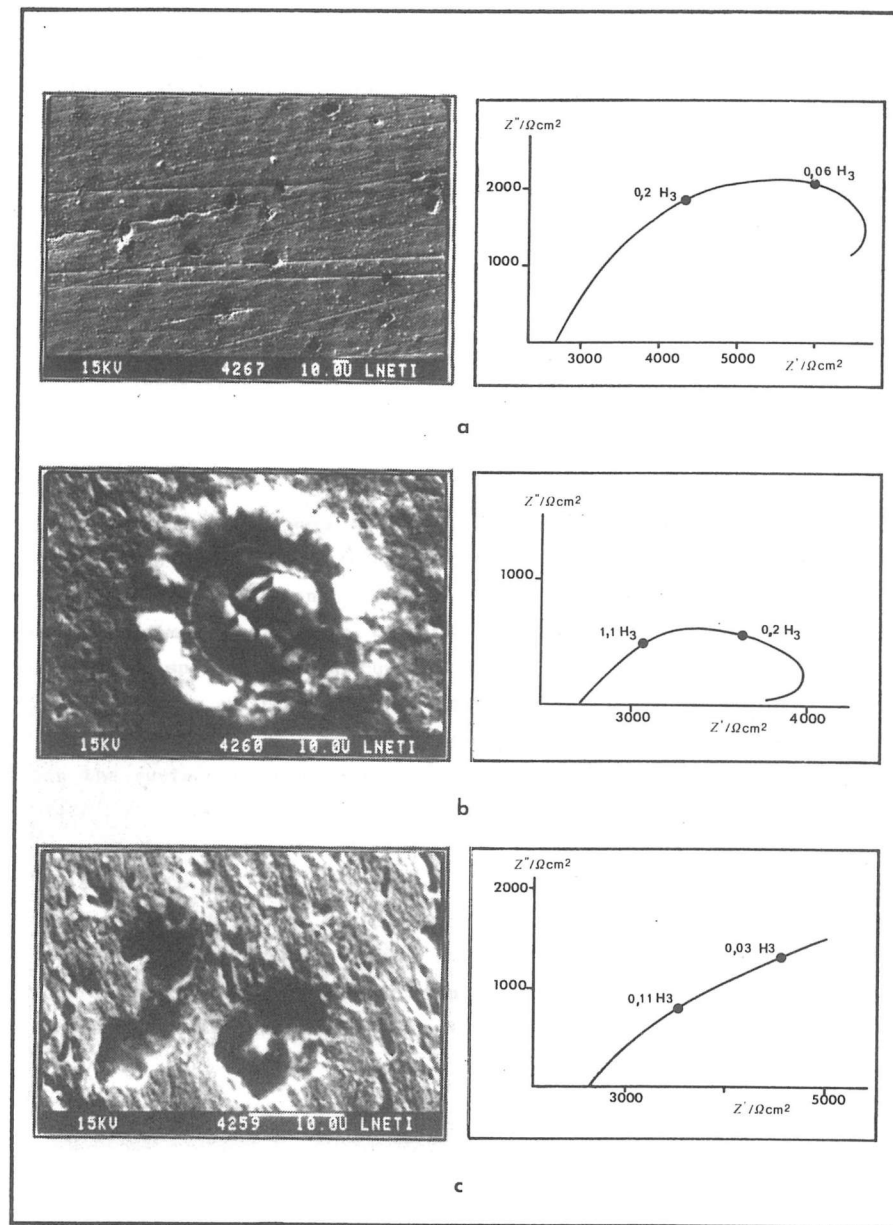 Z"/Ωcm2
2000
1000
0,2 H3
0,06 H3
3000 4000 5000
Z'/Ωcm2
15KV 4267 10.0U LNETI
a
Z"/Ωcm2
1000
1,1 H3
0,2 H3
3000 4000
Z'/Ωcm2
15KV 4260 10.0U LNETI
b
Z"/Ωcm2
2000
1000
0,03 H3
0,11 H3
3000 5000
Z'/Ωcm2
15KV 4259 10.0U LNETI
c